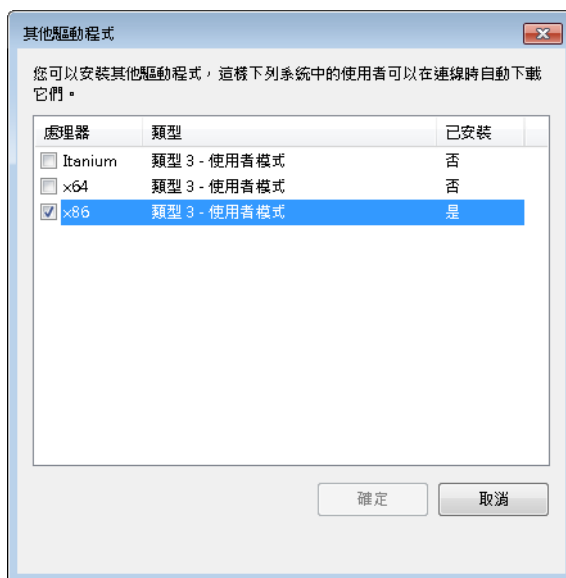 其他驅動程式
您可以安裝其他驅動程式，這樣下列系統中的使用者可以在連線時自動下載
它們。
處理器 類型 已安裝
Itanium 類型 3 - 使用者模式 否
x64 類型 3 - 使用者模式 否
x86 類型 3 - 使用者模式 是
確定 取消